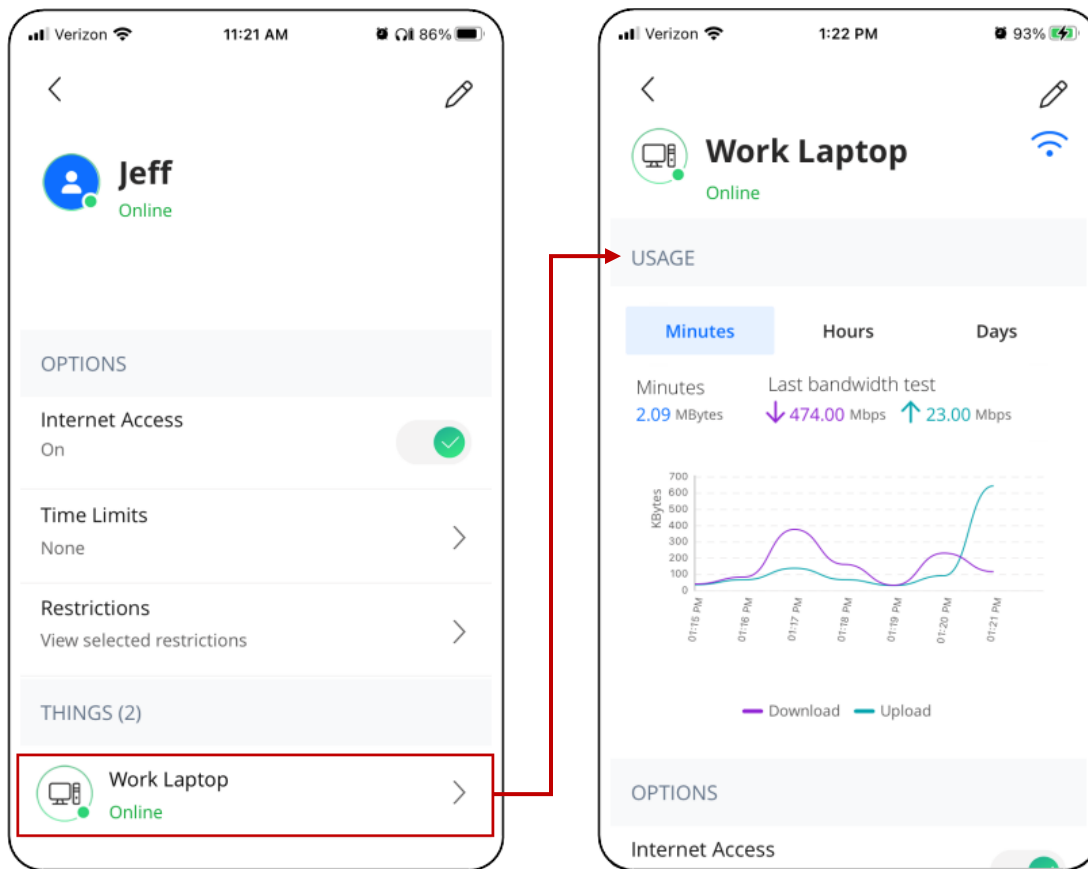 Verizon 11:21 AM 86%
Jeff
Online
OPTIONS
Internet Access
On
Time Limits
None
Restrictions
View selected restrictions
THINGS (2)
Work Laptop
Online
Verizon 1:22 PM 93%
Work Laptop
Online
USAGE
Minutes Hours Days
Minutes Last bandwidth test
2.09 MBytes 474.00 Mbps 23.00 Mbps
KBytes
700
600
500
400
300
200
100
0
01:15 PM 01:16 PM 01:17 PM 01:18 PM 01:19 PM 01:20 PM 01:21 PM
Download Upload
OPTIONS
Internet Access